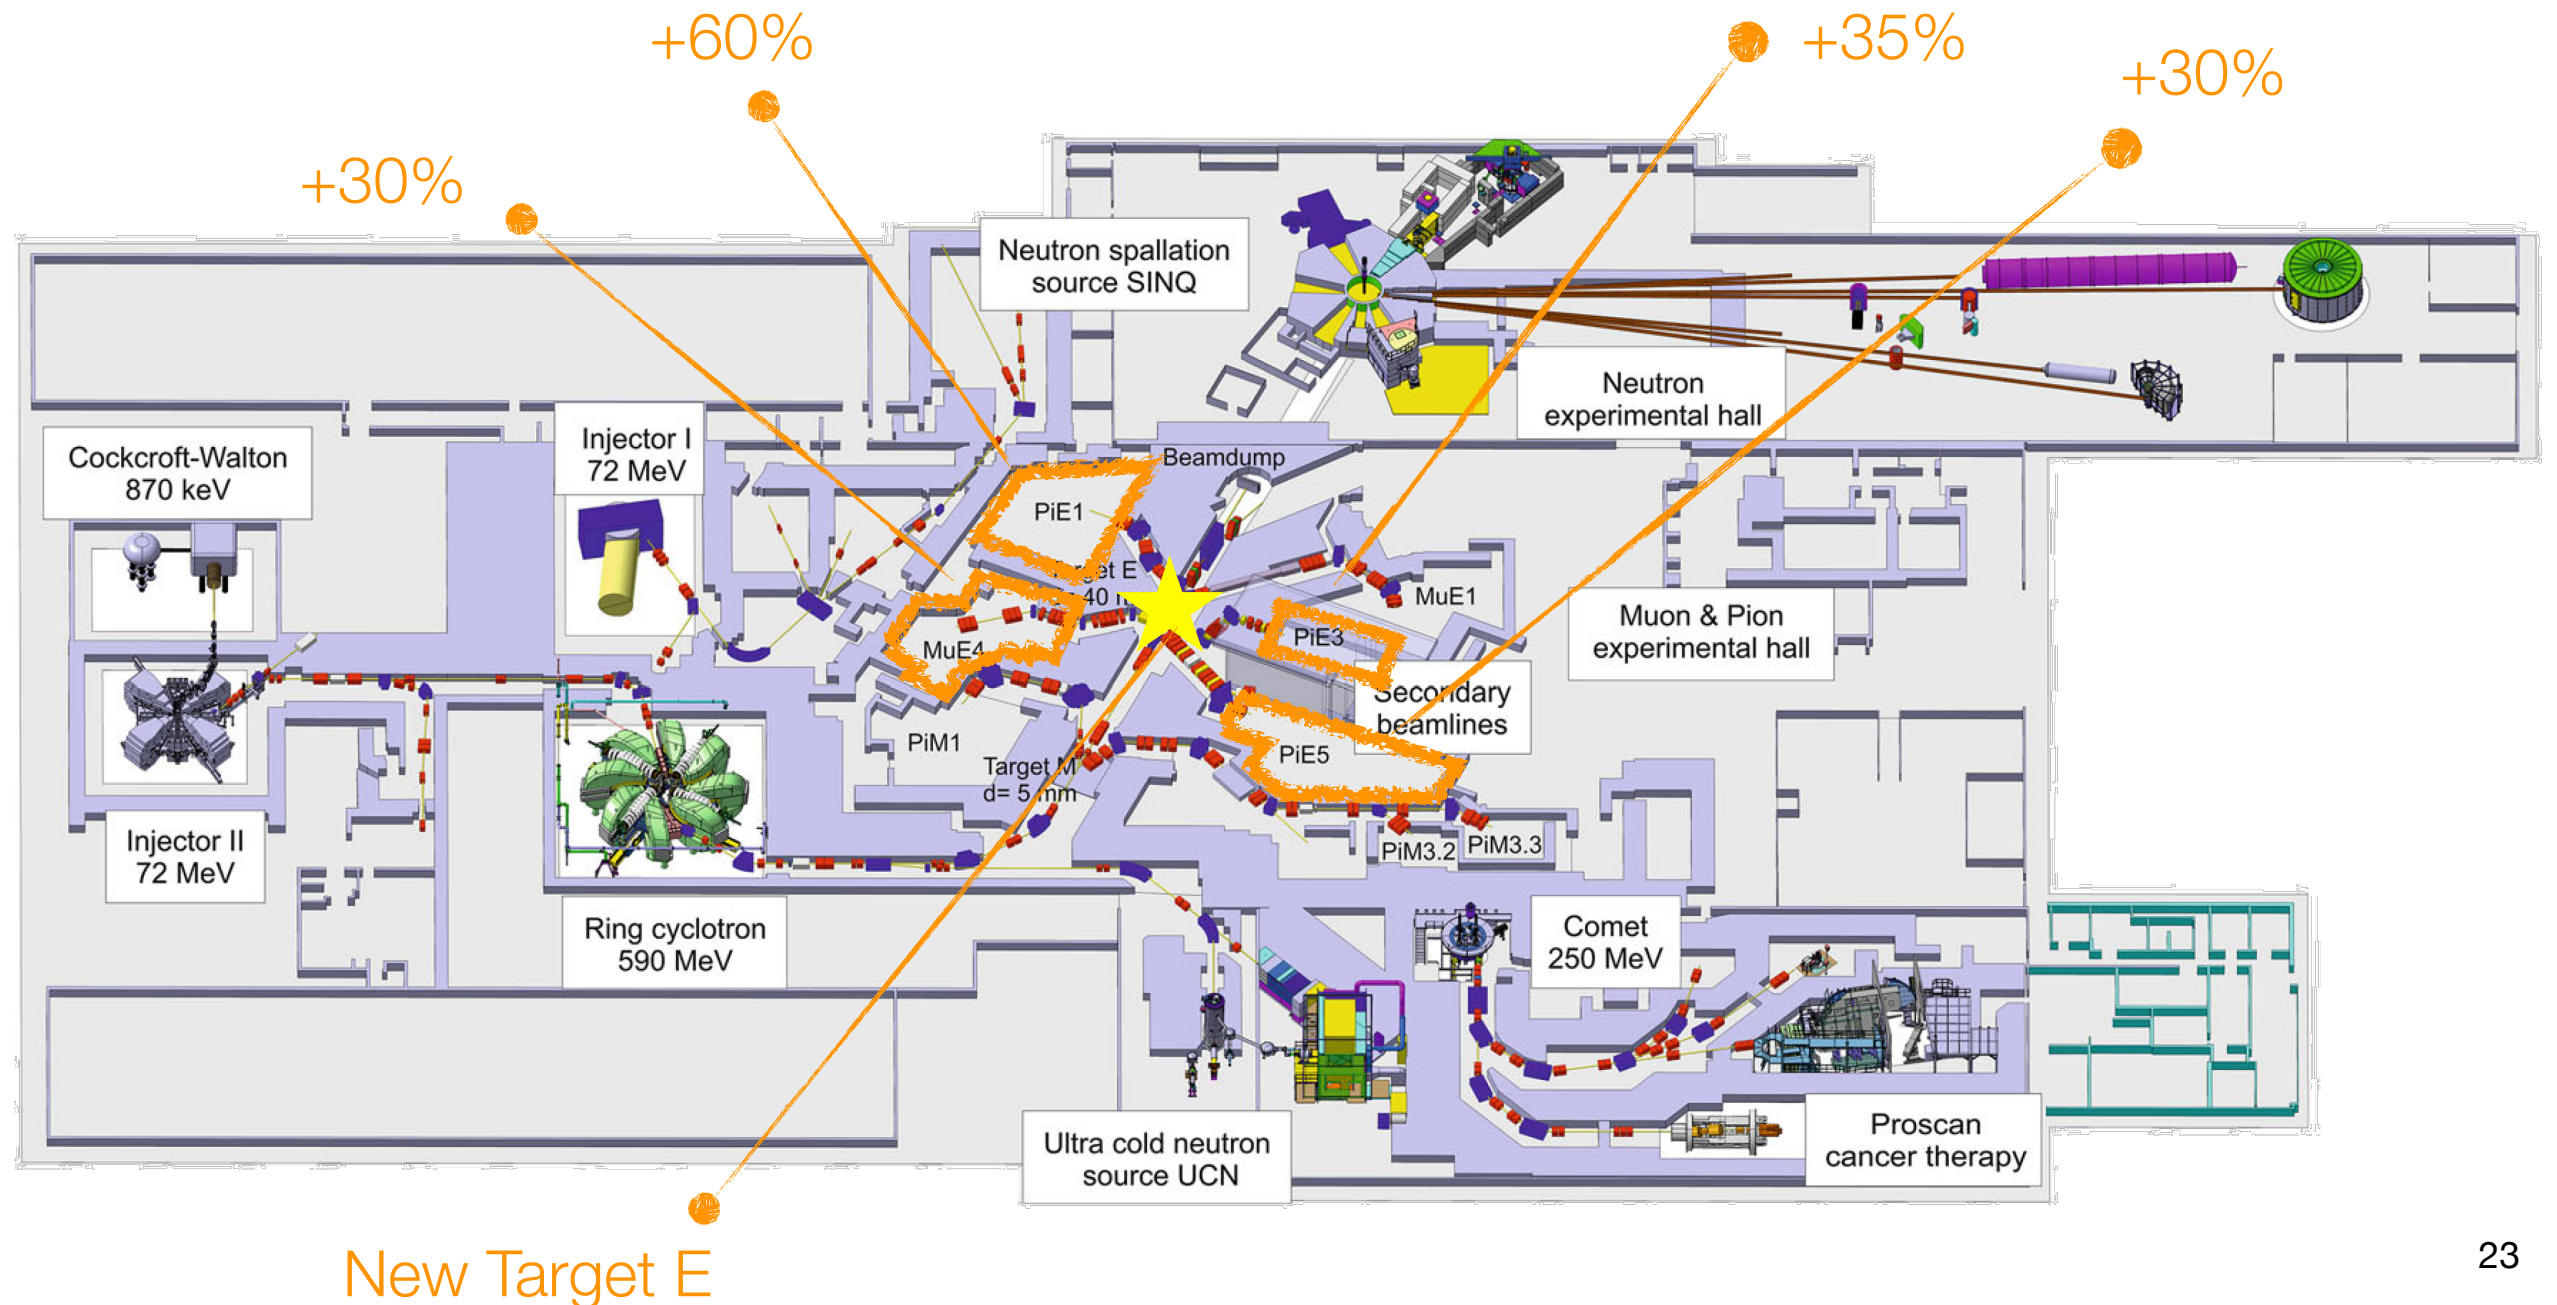 +60%
+35%
+30%
+30%
Neutron spallation
source SINQ
Neutron
experimental hall
Cockcroft-Walton
870 keV
Injector I
72 MeV
Beamdump
PiE1
Target E
40
MuE1
MuE4
PiE3
Muon & Pion
experimental hall
Secondary
beamlines
PiM1
PiE5
Target M
d= 5 mm
PiM3.2
PiM3.3
Injector II
72 MeV
Ring cyclotron
590 MeV
Comet
250 MeV
Ultra cold neutron
source UCN
Proscan
cancer therapy
New Target E
23